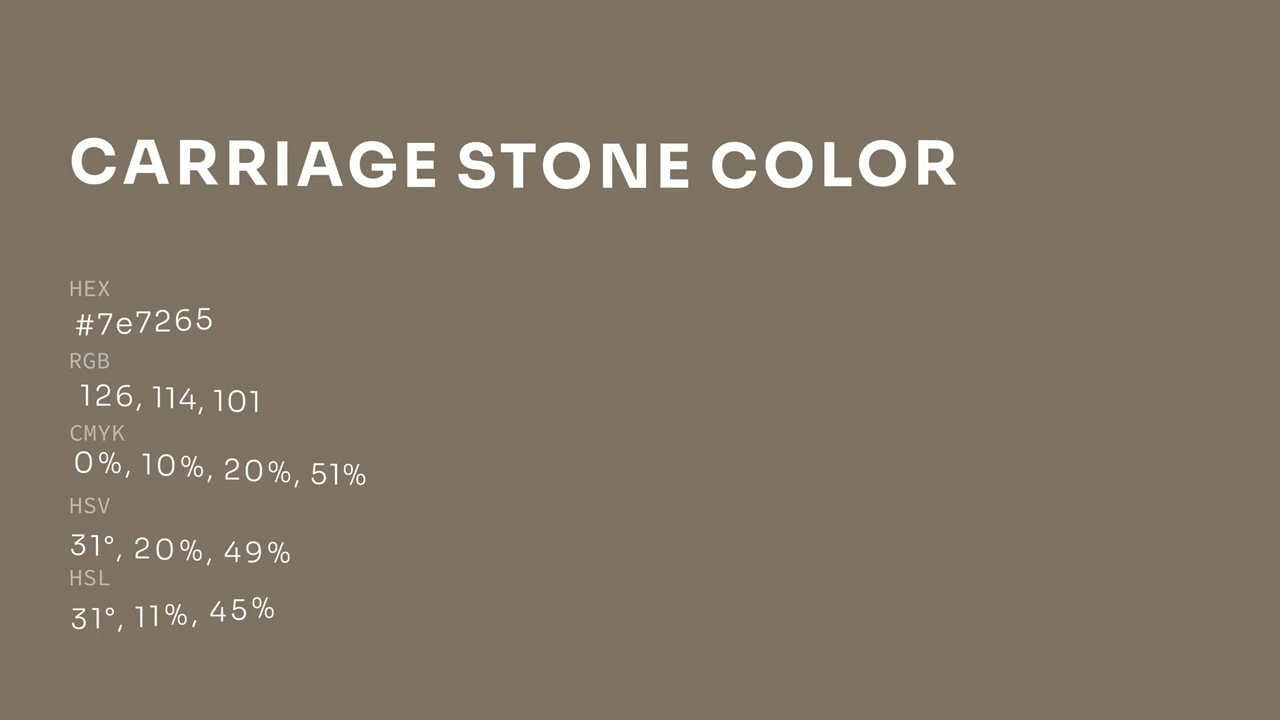 CARRIAGE STONE COLOR
HEX
#7e7265
RGB
126, 114, 101
CMYK
0%, 10%, 20%, 51%
HSV
31°, 20%, 49%
HSL
31°, 11%, 45%